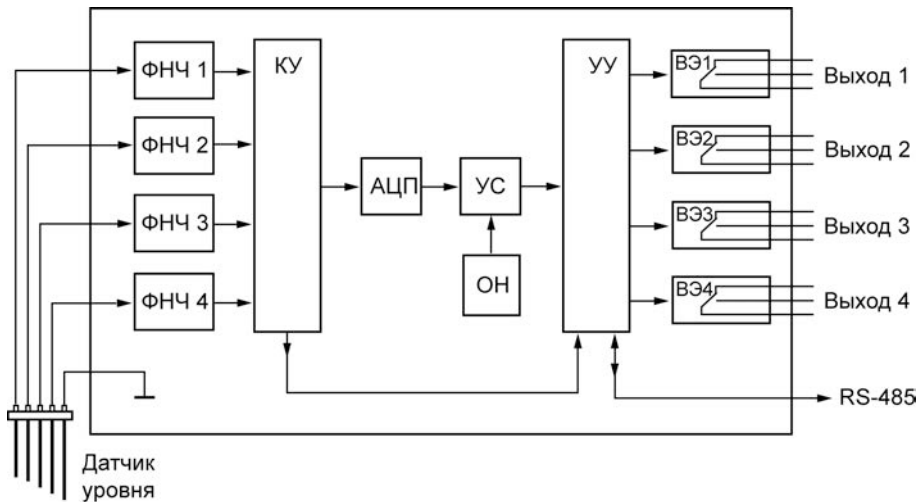 ФНЧ 1
ФНЧ 2
ФНЧ 3
ФНЧ 4
КУ
АЦП
УС
ОН
УУ
ВЭ1
ВЭ2
ВЭ3
ВЭ4
Выход 1
Выход 2
Выход 3
Выход 4
RS-485
Датчик
уровня